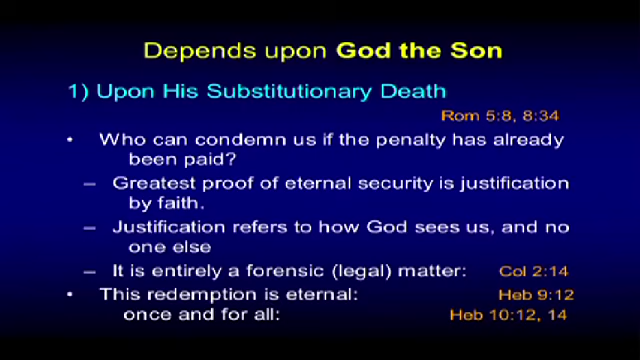 Depends upon God the Son
1) Upon His Substitutionary Death
Rom 5:8, 8:34
• Who can condemn us if the penalty has already
been paid?
– Greatest proof of eternal security is justification
by faith.
– Justification refers to how God sees us, and no
one else
– It is entirely a forensic (legal) matter: Col 2:14
• This redemption is eternal: Heb 9:12
once and for all: Heb 10:12, 14